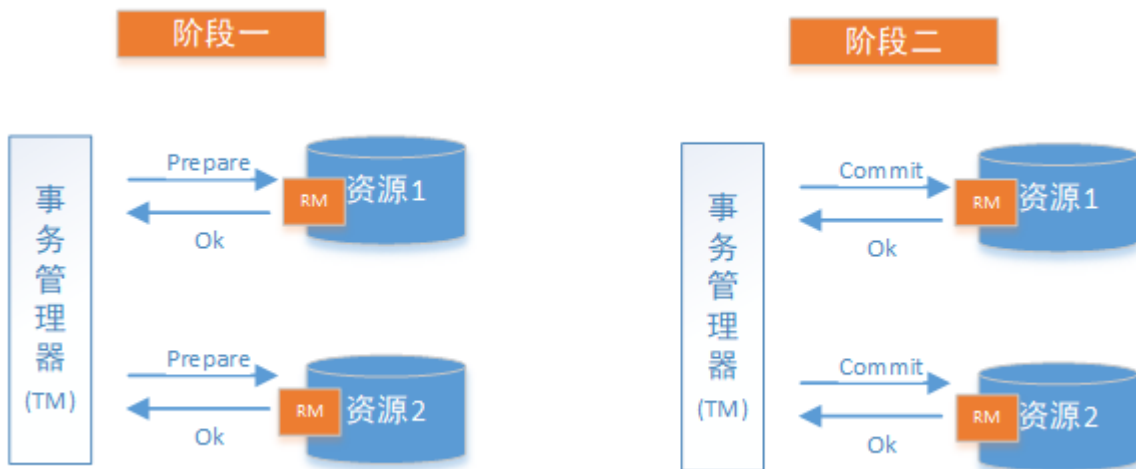 阶段一
阶段二
事务管理器
(TM)
Prepare
Ok
RM
资源1
Prepare
Ok
RM
资源2
事务管理器
(TM)
Commit
Ok
RM
资源1
Commit
Ok
RM
资源2